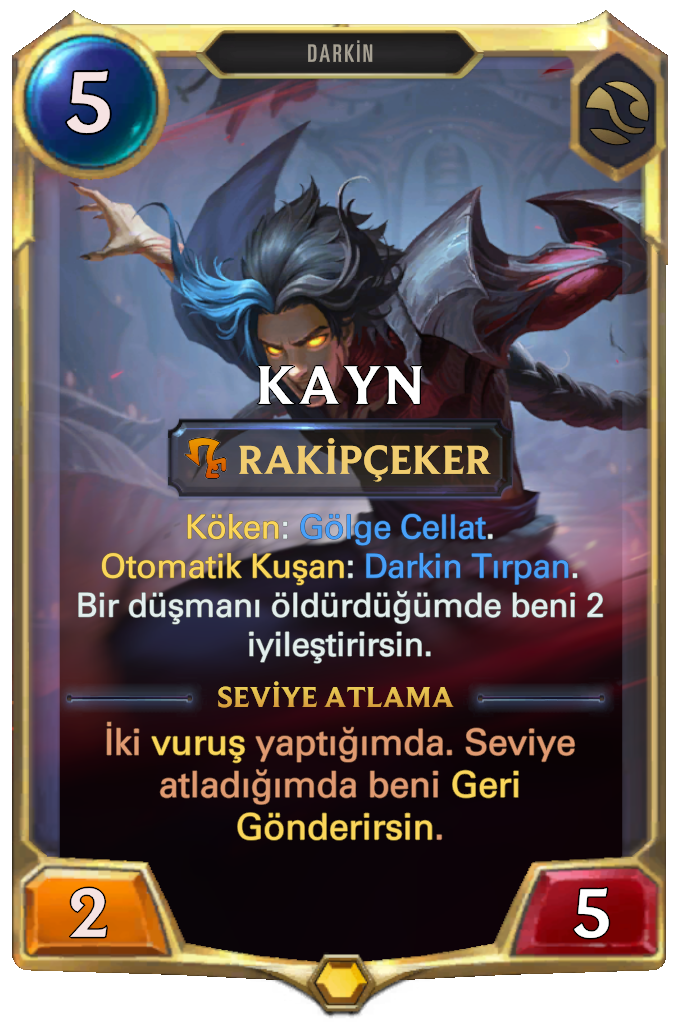 5
DARKİN
KAYN
RAKİPÇEKER
Köken: Gölge Cellat.
Otomatik Kuşan: Darkin Tırpan.
Bir düşmanı öldürdüğümde beni 2
iyileştirirsin.
SEVİYE ATLAMA
İki vuruş yaptığımda. Seviye
atladığımda beni Geri
Gönderirsin.
2
5